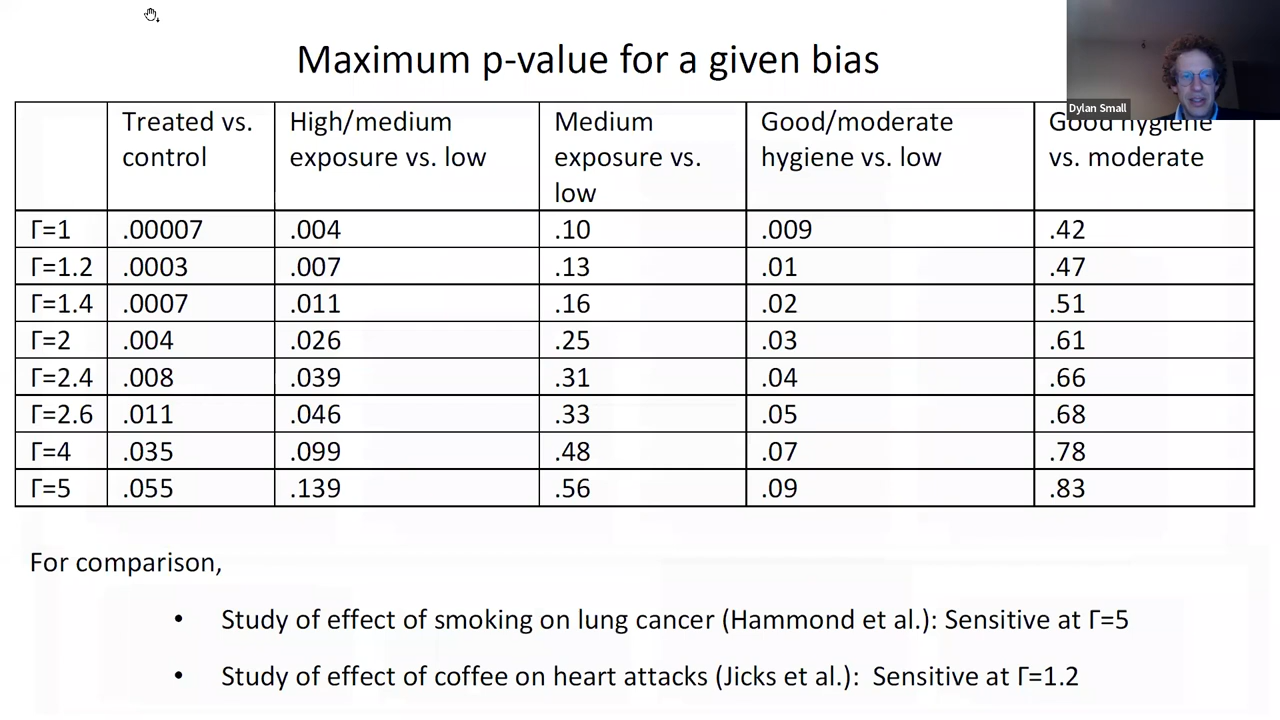 Maximum p-value for a given bias
Dylan Small
Treated vs. control
High/medium exposure vs. low
Medium exposure vs. low
Good/moderate hygiene vs. low
Good hygiene vs. moderate
Γ=1 .00007 .004 .10 .009 .42
Γ=1.2 .0003 .007 .13 .01 .47
Γ=1.4 .0007 .011 .16 .02 .51
Γ=2 .004 .026 .25 .03 .61
Γ=2.4 .008 .039 .31 .04 .66
Γ=2.6 .011 .046 .33 .05 .68
Γ=4 .035 .099 .48 .07 .78
Γ=5 .055 .139 .56 .09 .83
For comparison,
• Study of effect of smoking on lung cancer (Hammond et al.): Sensitive at Γ=5
• Study of effect of coffee on heart attacks (Jicks et al.): Sensitive at Γ=1.2